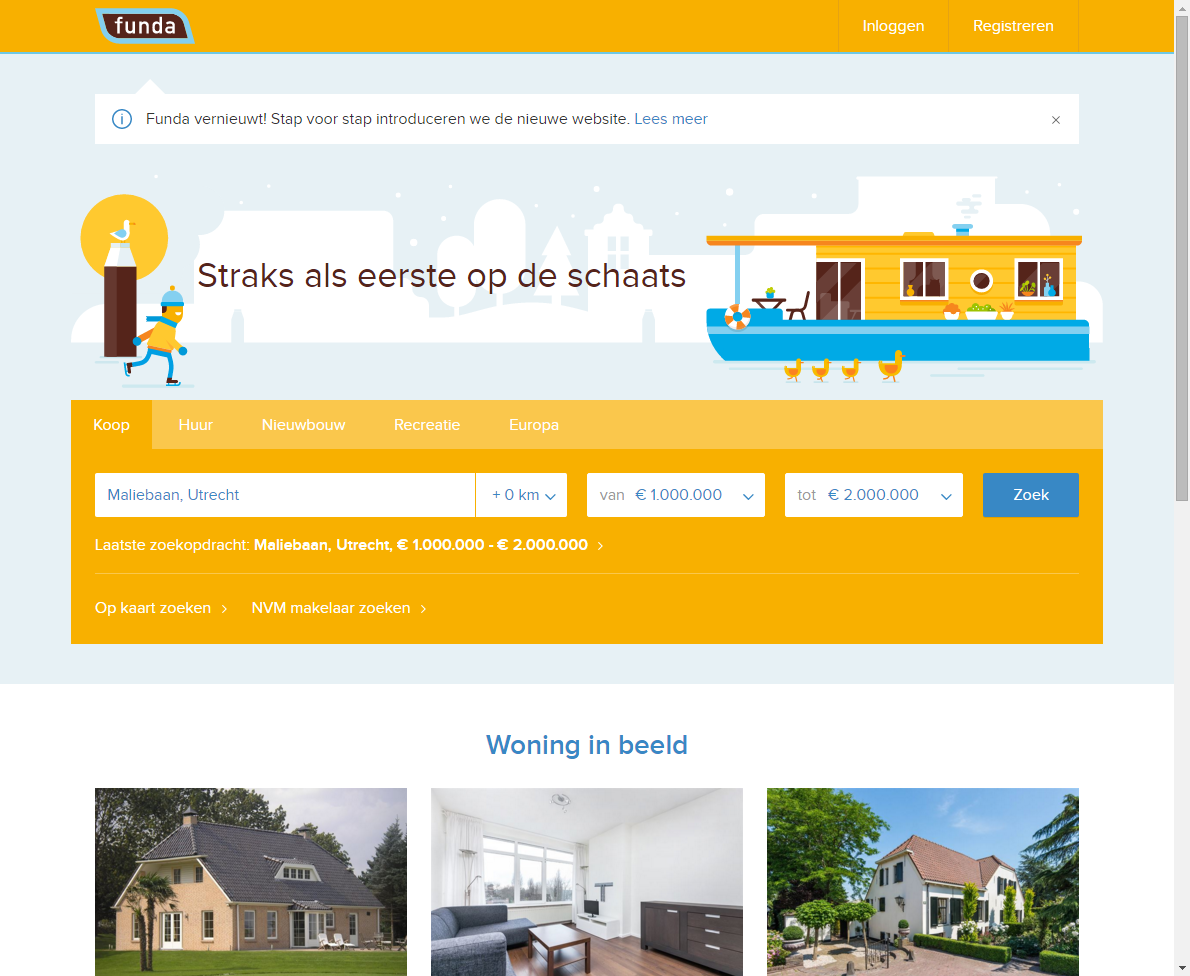 funda
Inloggen Registreren
Funda vernieuwt! Stap voor stap introduceren we de nieuwe website. Lees meer
Straks als eerste op de schaats
Koop Huur Nieuwbouw Recreatie Europa
Maliebaan, Utrecht + 0 km van € 1.000.000 tot € 2.000.000 Zoek
Laatste zoekopdracht: Maliebaan, Utrecht, € 1.000.000 - € 2.000.000
Op kaart zoeken NVM makelaar zoeken
Woning in beeld